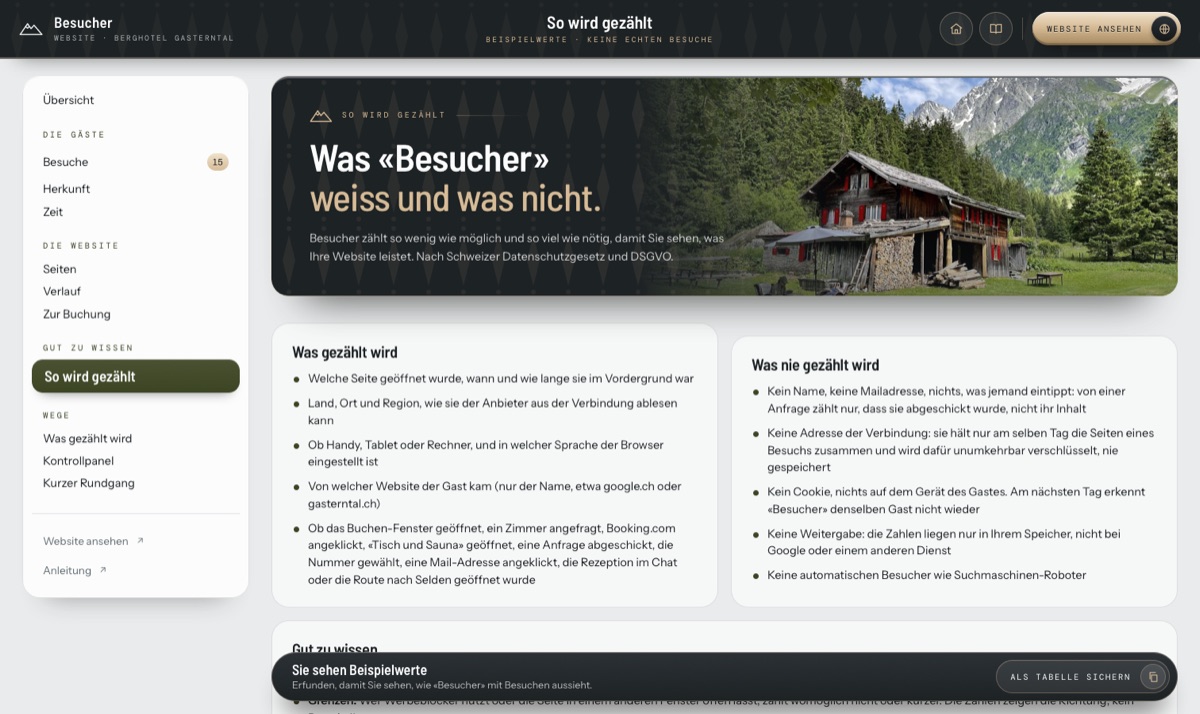 Besucher
WEBSITE · BERGHOTEL GASTERNTAL
So wird gezählt
BEISPIELWERTE · KEINE ECHTEN BESUCHE
WEBSITE ANSEHEN
Übersicht
DIE GÄSTE
Besuche 15
Herkunft
Zeit
DIE WEBSITE
Seiten
Verlauf
Zur Buchung
GUT ZU WISSEN
So wird gezählt
WEGE
Was gezählt wird
Kontrollpanel
Kurzer Rundgang
Website ansehen ↗
Anleitung ↗
SO WIRD GEZÄHLT
Was «Besucher»
weiss und was nicht.
Besucher zählt so wenig wie möglich und so viel wie nötig, damit Sie sehen, was
Ihre Website leistet. Nach Schweizer Datenschutzgesetz und DSGVO.
Was gezählt wird
• Welche Seite geöffnet wurde, wann und wie lange sie im Vordergrund war
• Land, Ort und Region, wie sie der Anbieter aus der Verbindung ablesen
kann
• Ob Handy, Tablet oder Rechner, und in welcher Sprache der Browser
eingestellt ist
• Von welcher Website der Gast kam (nur der Name, etwa google.ch oder
gasterntal.ch)
• Ob das Buchen-Fenster geöffnet, ein Zimmer angefragt, Booking.com
angeklickt, «Tisch und Sauna» geöffnet, eine Anfrage abgeschickt, die
Nummer gewählt, eine Mail-Adresse angeklickt, die Rezeption im Chat
oder die Route nach Selden geöffnet wurde
Was nie gezählt wird
• Kein Name, keine Mailadresse, nichts, was jemand eintippt: von einer
Anfrage zählt nur, dass sie abgeschickt wurde, nicht ihr Inhalt
• Keine Adresse der Verbindung: sie hält nur am selben Tag die Seiten eines
Besuchs zusammen und wird dafür unumkehrbar verschlüsselt, nie
gespeichert
• Kein Cookie, nichts auf dem Gerät des Gastes. Am nächsten Tag erkennt
«Besucher» denselben Gast nicht wieder
• Keine Weitergabe: die Zahlen liegen nur in Ihrem Speicher, nicht bei
Google oder einem anderen Dienst
• Keine automatischen Besucher wie Suchmaschinen-Roboter
Gut zu wissen
Sie sehen Beispielwerte
Erfunden, damit Sie sehen, wie «Besucher» mit Besuchen aussieht.
ALS TABELLE SICHERN